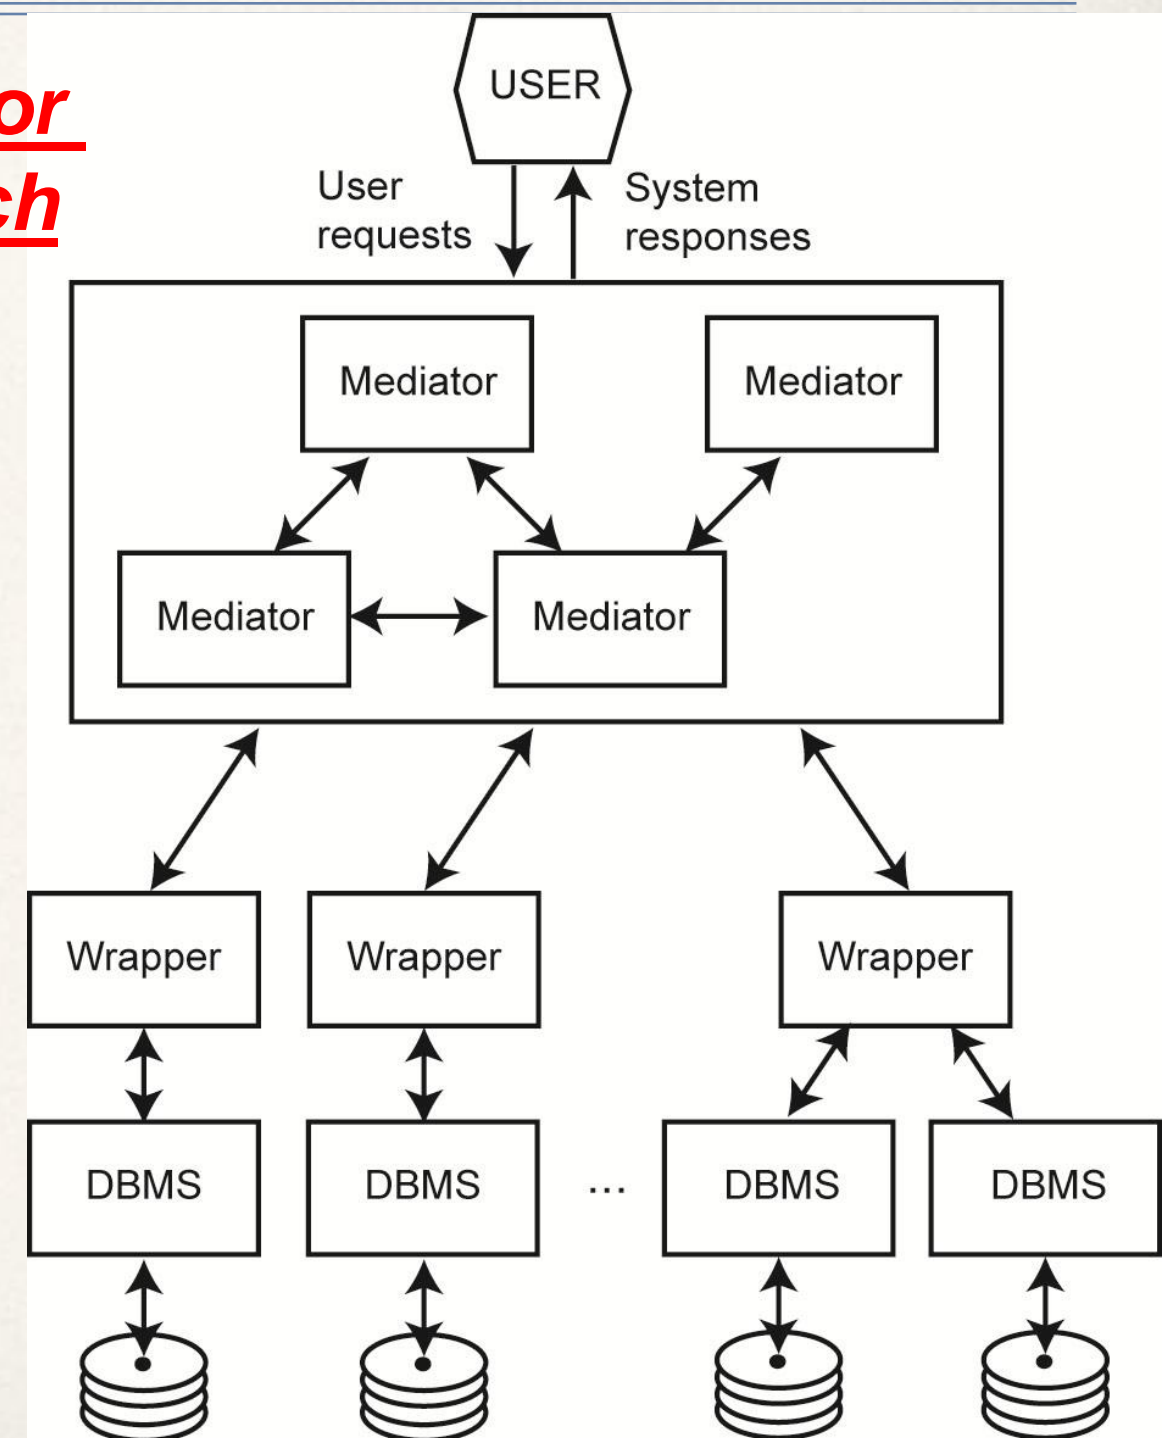 or
ch
USER
User
requests
System
responses
Mediator
Mediator
Mediator
Mediator
Wrapper
Wrapper
Wrapper
DBMS
DBMS
...
DBMS
DBMS